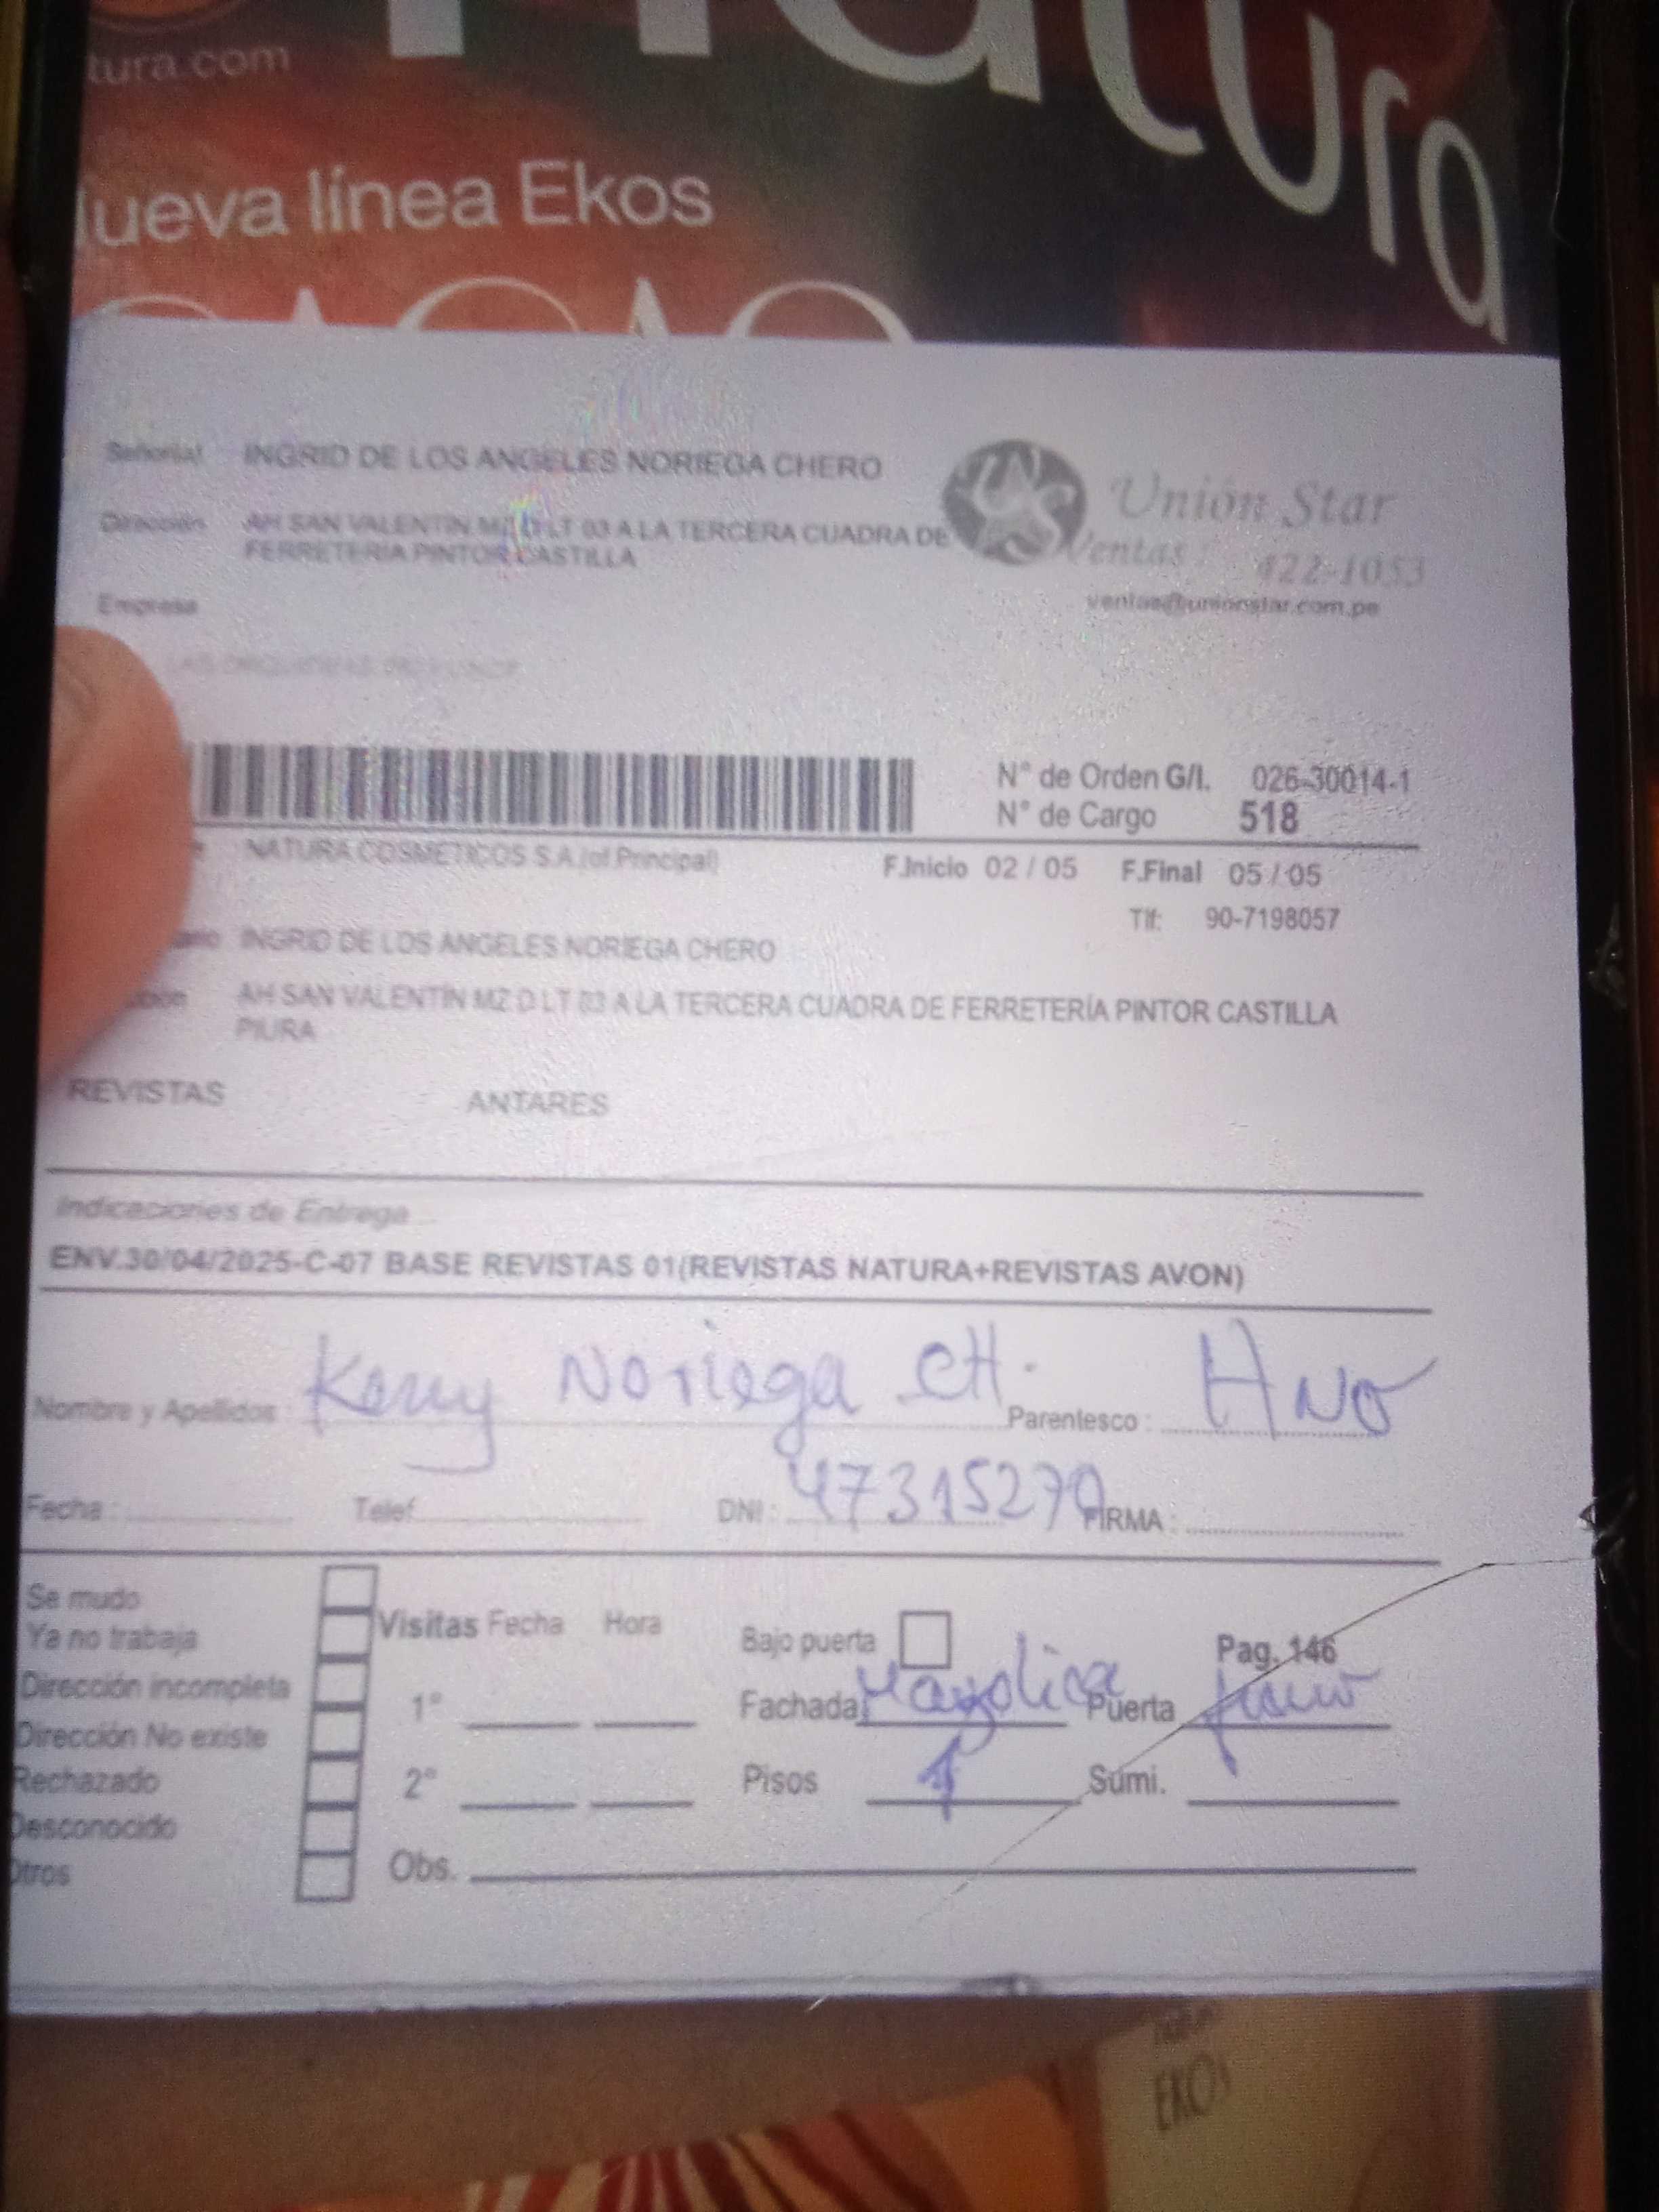 tura.com
natura
ueva línea Ekos
CACAO
Señor(a) INGRID DE LOS ANGELES NORIEGA CHERO
Unión Star
Dirección AH SAN VALENTIN MZ D LT 03 A LA TERCERA CUADRA DE
FERRETERIA PINTOR CASTILLA
Ventas 422-1053
ventas@unionstar.com.pe
Empresa
N° de Orden G/I. 026-30014-1
N° de Cargo 518
NATURA COSMETICOS S.A.(of.Principal) F.Inicio 02 / 05 F.Final 05 / 05
Tlf: 90-7198057
INGRID DE LOS ANGELES NORIEGA CHERO
AH SAN VALENTIN MZ D LT 03 A LA TERCERA CUADRA DE FERRETERÍA PINTOR CASTILLA
PIURA
REVISTAS ANTARES
Indicaciones de Entrega
ENV.30/04/2025-C-07 BASE REVISTAS 01(REVISTAS NATURA+REVISTAS AVON)
Nombre y Apellidos : Keny Noriega CH. Parentesco : HNO
Fecha : Telef. DNI : 47315270 FIRMA :
Se mudo
Ya no trabaja
Dirección incompleta
Dirección No existe
Rechazado
Desconocido
Otros
Visitas Fecha Hora
1°
2°
Obs.
Bajo puerta Pag. 146
Fachada Mayolica Puerta
Pisos 1 Sumi.
EKOS